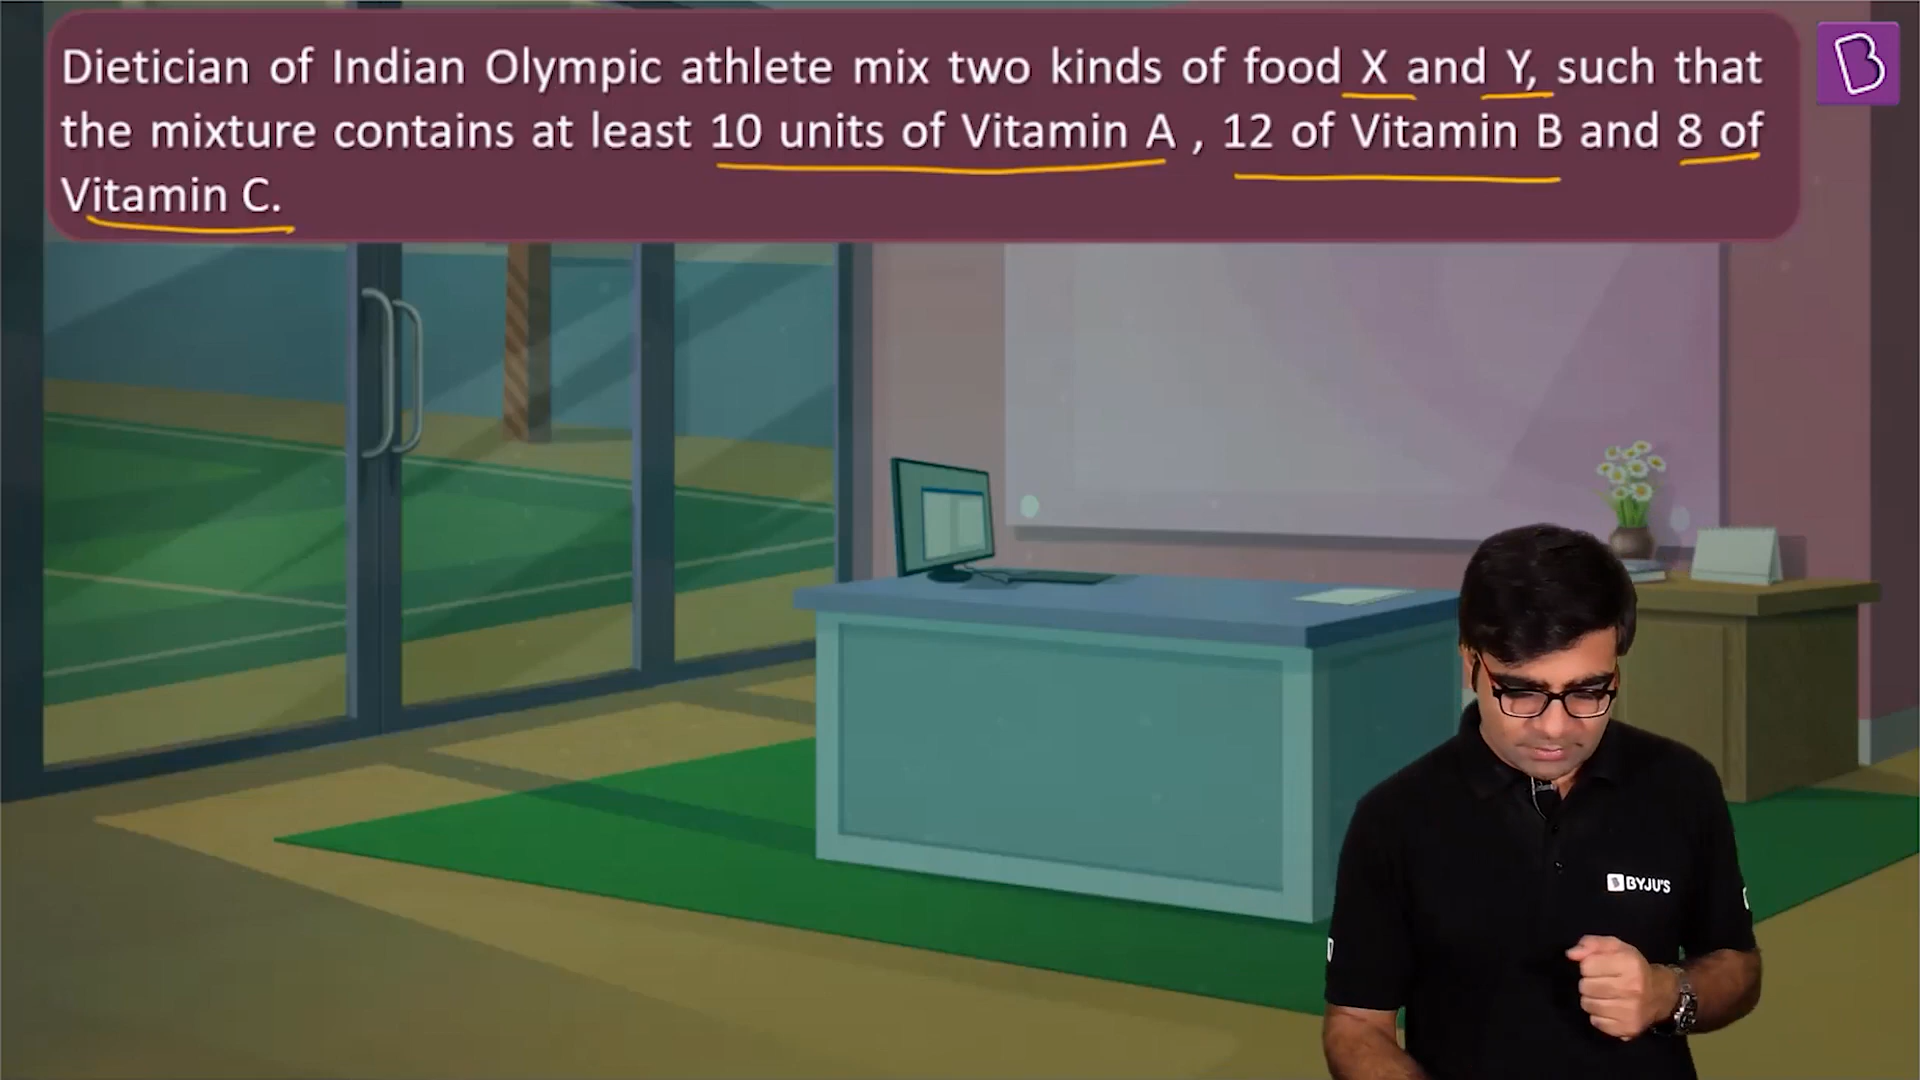 Dietician of Indian Olympic athlete mix two kinds of food X and Y, such that
the mixture contains at least 10 units of Vitamin A , 12 of Vitamin B and 8 of
Vitamin C.
B
BYJU'S